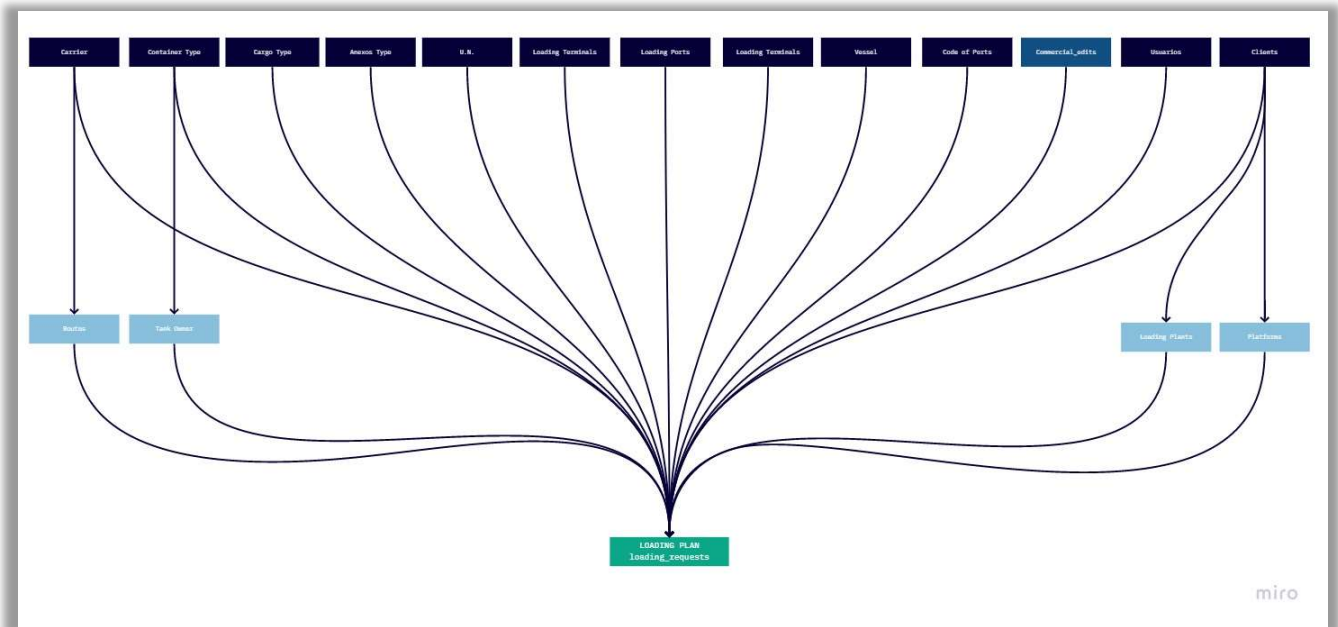 Carrier
Container Type
Cargo Type
Anexos Type
U.N.
Loading Terminals
Loading Ports
Loading Terminals
Vessel
Code of Ports
Commercial_edits
Usuarios
Clients
Routes
Tank Owner
Loading Plants
Platforms
LOADING PLAN
loading_requests
miro